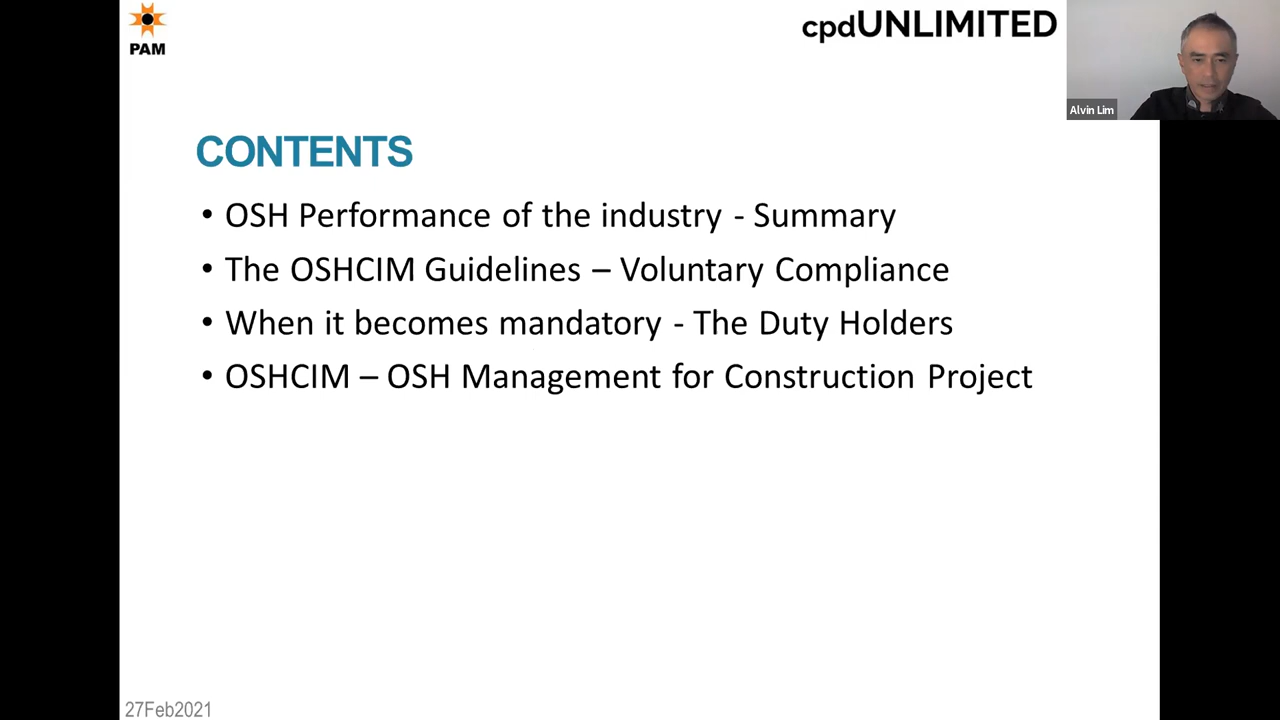 PAM
cpdUNLIMITED
Alvin Lim
CONTENTS
• OSH Performance of the industry - Summary
• The OSHCIM Guidelines – Voluntary Compliance
• When it becomes mandatory - The Duty Holders
• OSHCIM – OSH Management for Construction Project
27Feb2021